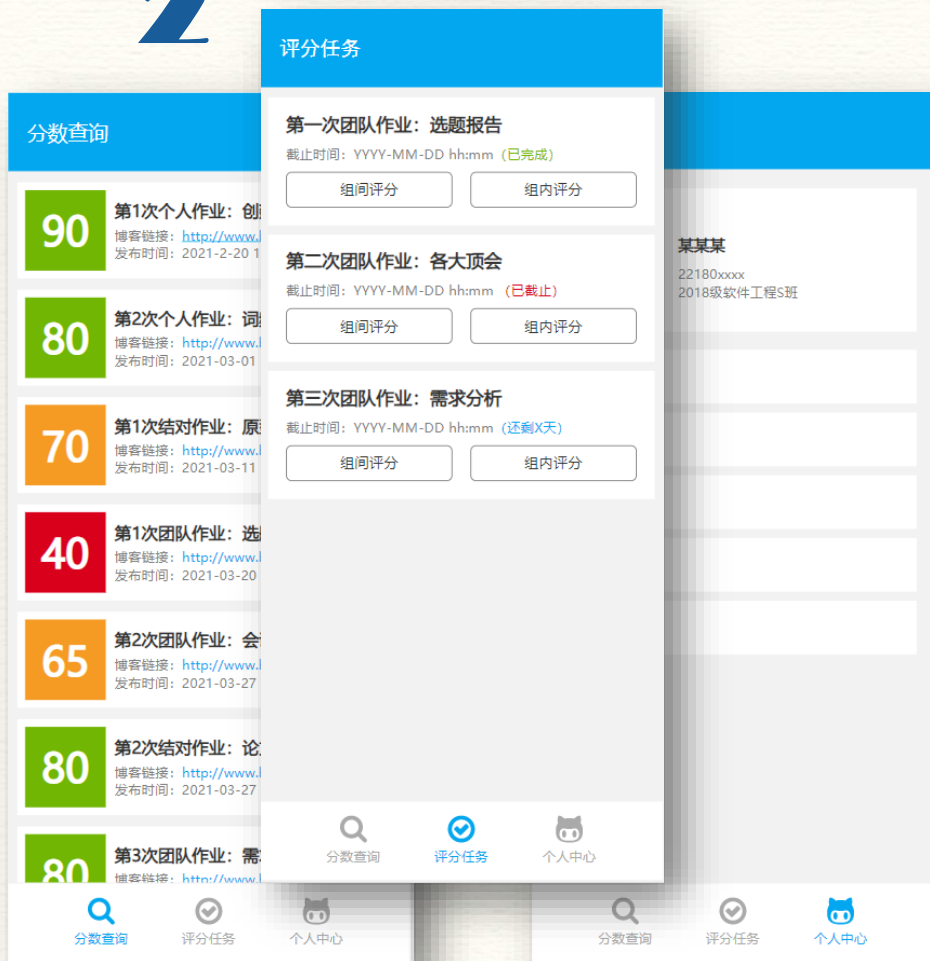 2
评分任务
第一次团队作业：选题报告
截止时间：YYYY-MM-DD hh:mm（已完成）
组间评分 组内评分
第二次团队作业：各大顶会
截止时间：YYYY-MM-DD hh:mm （已截止）
组间评分 组内评分
第三次团队作业：需求分析
截止时间：YYYY-MM-DD hh:mm（还剩X天）
组间评分 组内评分
分数查询 评分任务 个人中心
分数查询
90
第1次个人作业：创
博客链接：http://www.
发布时间：2021-2-20 1
80
第2次个人作业：词
博客链接：http://www.
发布时间：2021-03-01
70
第1次结对作业：原
博客链接：http://www.
发布时间：2021-03-11
40
第1次团队作业：选
博客链接：http://www.
发布时间：2021-03-20
65
第2次团队作业：会
博客链接：http://www.
发布时间：2021-03-27
80
第2次结对作业：论
博客链接：http://www.
发布时间：2021-03-27
80
第3次团队作业：需
博客链接：http://www.
分数查询 评分任务 个人中心
某某某
22180xxxx
2018级软件工程S班
分数查询 评分任务 个人中心